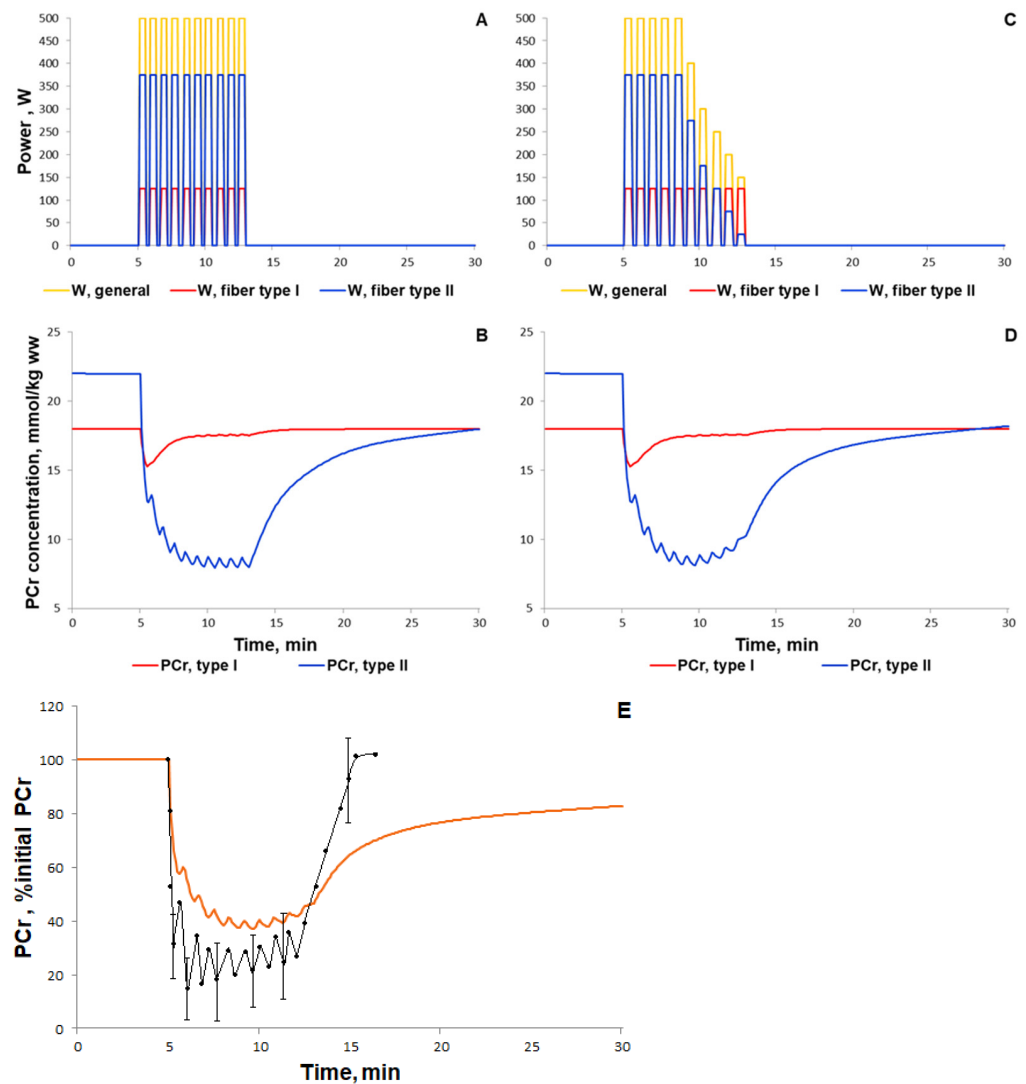 A
Power , W
500
450
400
350
300
250
200
150
100
50
0
0 5 10 15 20 25 30
W, general W, fiber type I W, fiber type II
C
500
450
400
350
300
250
200
150
100
50
0
0 5 10 15 20 25 30
W, general W, fiber type I W, fiber type II
B
PCr concentration, mmol/kg ww
25
20
15
10
5
0 5 10 15 20 25 30
Time, min
PCr, type I PCr, type II
D
25
20
15
10
5
0 5 10 15 20 25 30
Time, min
PCr, type I PCr, type II
E
PCr, %initial PCr
120
100
80
60
40
20
0
0 5 10 15 20 25 30
Time, min